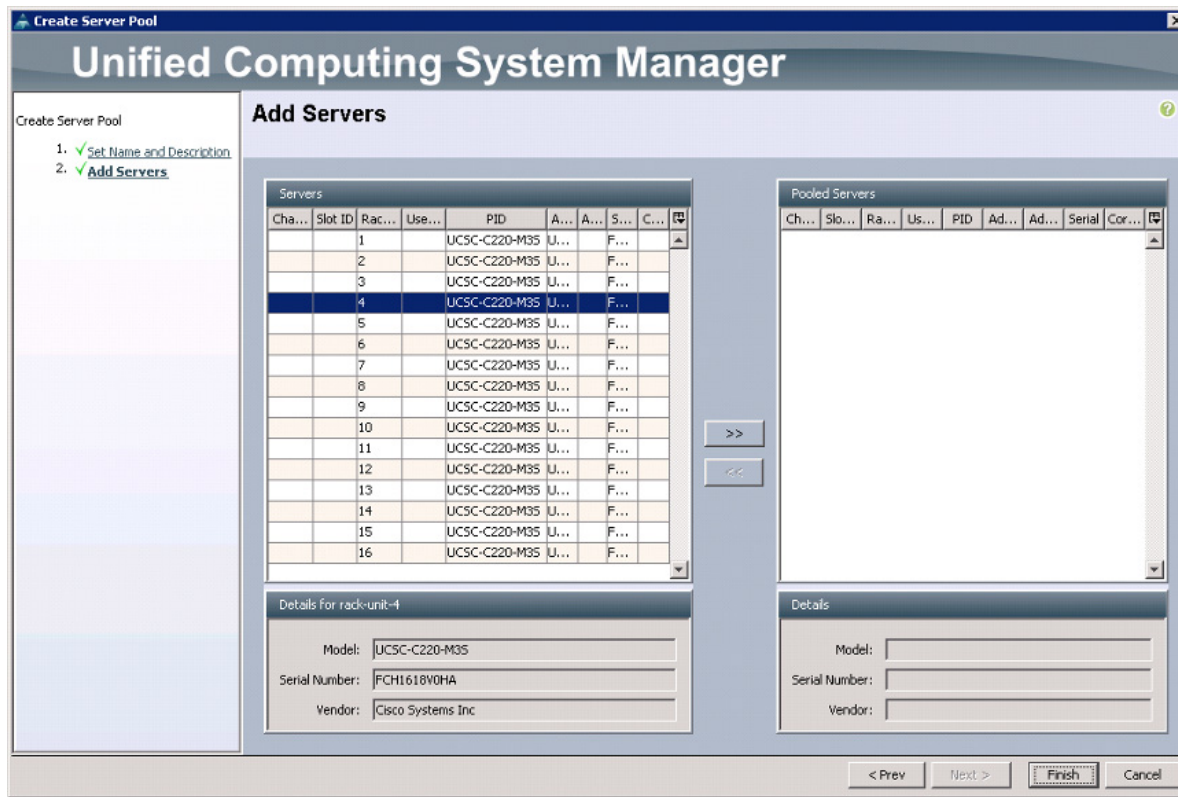 Create Server Pool
Unified Computing System Manager
Create Server Pool
1. Set Name and Description
2. Add Servers
Add Servers
Servers
Cha... Slot ID Rac... Use... PID A... A... S... C...
1 UCSC-C220-M3S U... F...
2 UCSC-C220-M3S U... F...
3 UCSC-C220-M3S U... F...
4 UCSC-C220-M3S U... F...
5 UCSC-C220-M3S U... F...
6 UCSC-C220-M3S U... F...
7 UCSC-C220-M3S U... F...
8 UCSC-C220-M3S U... F...
9 UCSC-C220-M3S U... F...
10 UCSC-C220-M3S U... F...
11 UCSC-C220-M3S U... F...
12 UCSC-C220-M3S U... F...
13 UCSC-C220-M3S U... F...
14 UCSC-C220-M3S U... F...
15 UCSC-C220-M3S U... F...
16 UCSC-C220-M3S U... F...
Details for rack-unit-4
Model: UCSC-C220-M3S
Serial Number: FCH1618V0HA
Vendor: Cisco Systems Inc
>>
<<
Pooled Servers
Ch... Slo... Ra... Us... PID Ad... Ad... Serial Cor...
Details
Model:
Serial Number:
Vendor:
< Prev Next > Finish Cancel